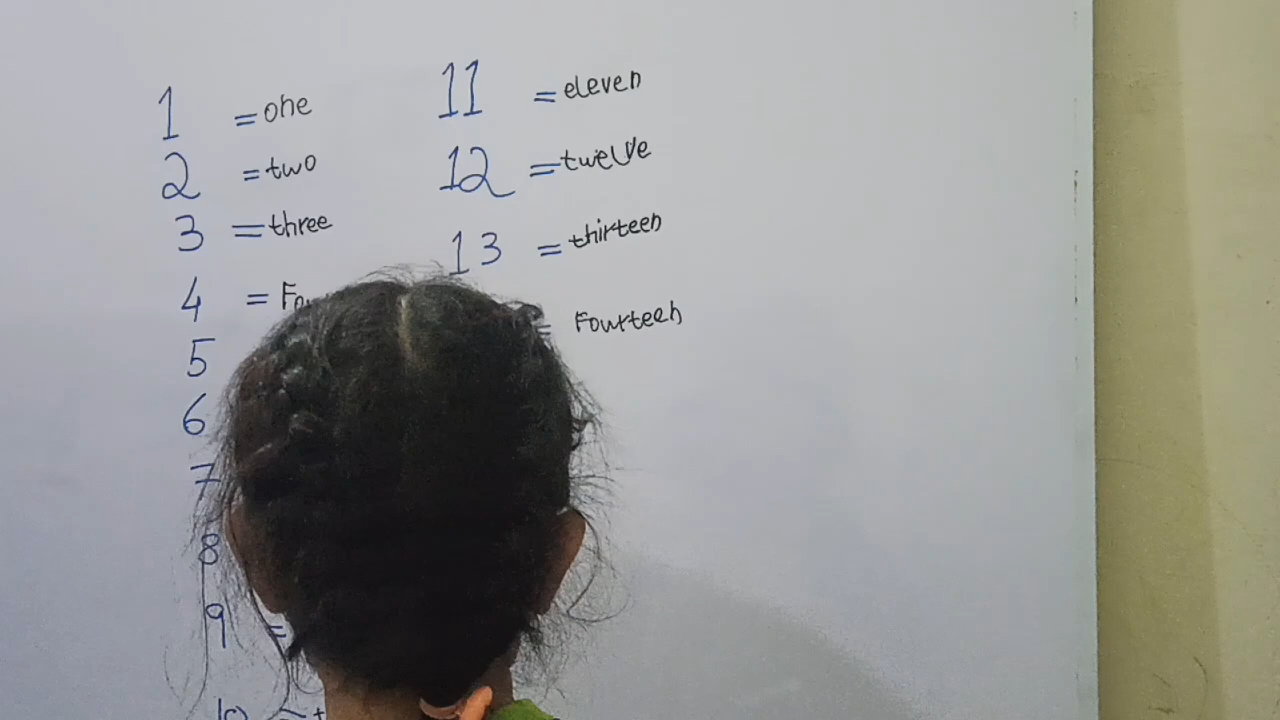 1 = one
2 = two
3 = three
4 =
5
6
7
8
9 =
10 =
11 = eleven
12 = twelve
13 = thirteen
= Fourteen